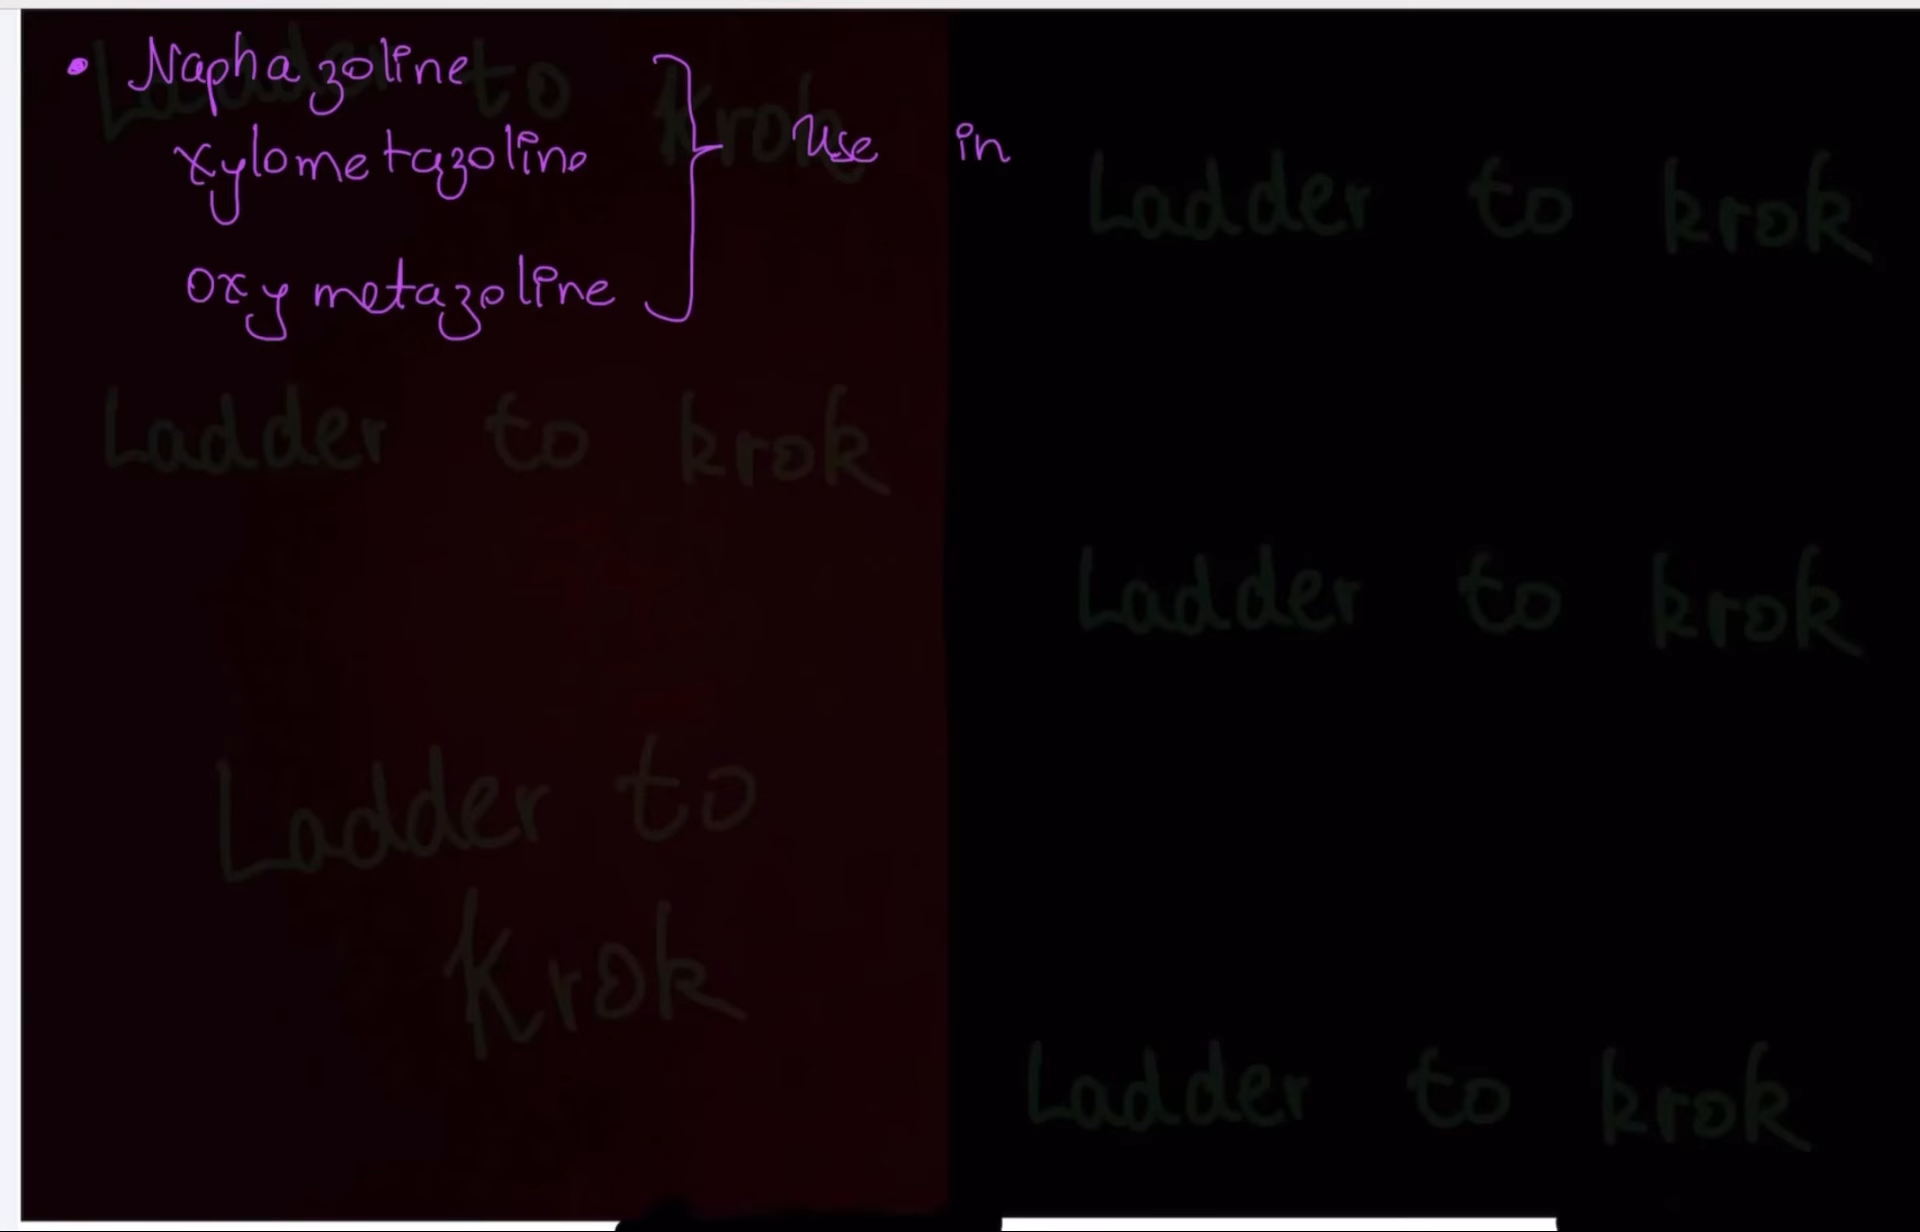 • Naphazoline
xylometazoline } use in
oxymetazoline
Ladder to krok
Ladder to krok
Ladder to krok
Ladder to krok
Ladder to
Krok
Ladder to krok